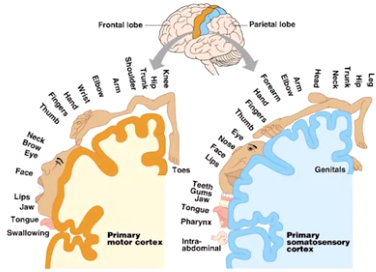 Frontal lobe
Parietal lobe
Shoulder
Trunk
Hip
Knee
Arm
Elbow
Wrist
Hand
Fingers
Thumb
Neck
Brow
Eye
Face
Lips
Jaw
Tongue
Swallowing
Toes
Primary
motor cortex
Forearm
Hand
Fingers
Thumb
Eye
Nose
Face
Lips
Elbow
Arm
Head
Neck
Trunk
Hip
Leg
Genitals
Teeth
Gums
Jaw
Tongue
Pharynx
Intra-
abdominal
Primary
somatosensory
cortex